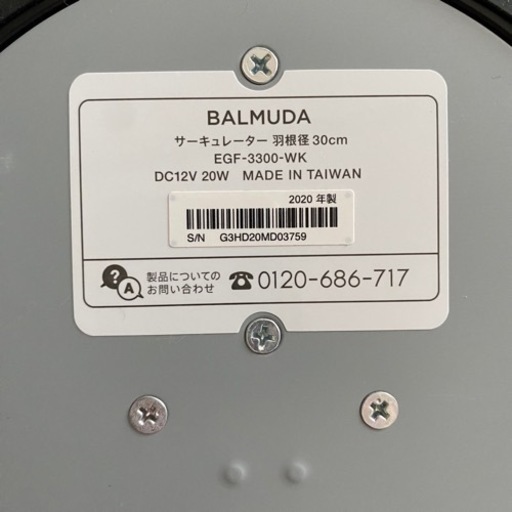 BALMUDA
サーキュレーター 羽根径 30cm
EGF-3300-WK
DC12V 20W MADE IN TAIWAN
2020 年製
S/N G3HD20MD03759
? A
製品についての
お問い合わせ
☎0120-686-717